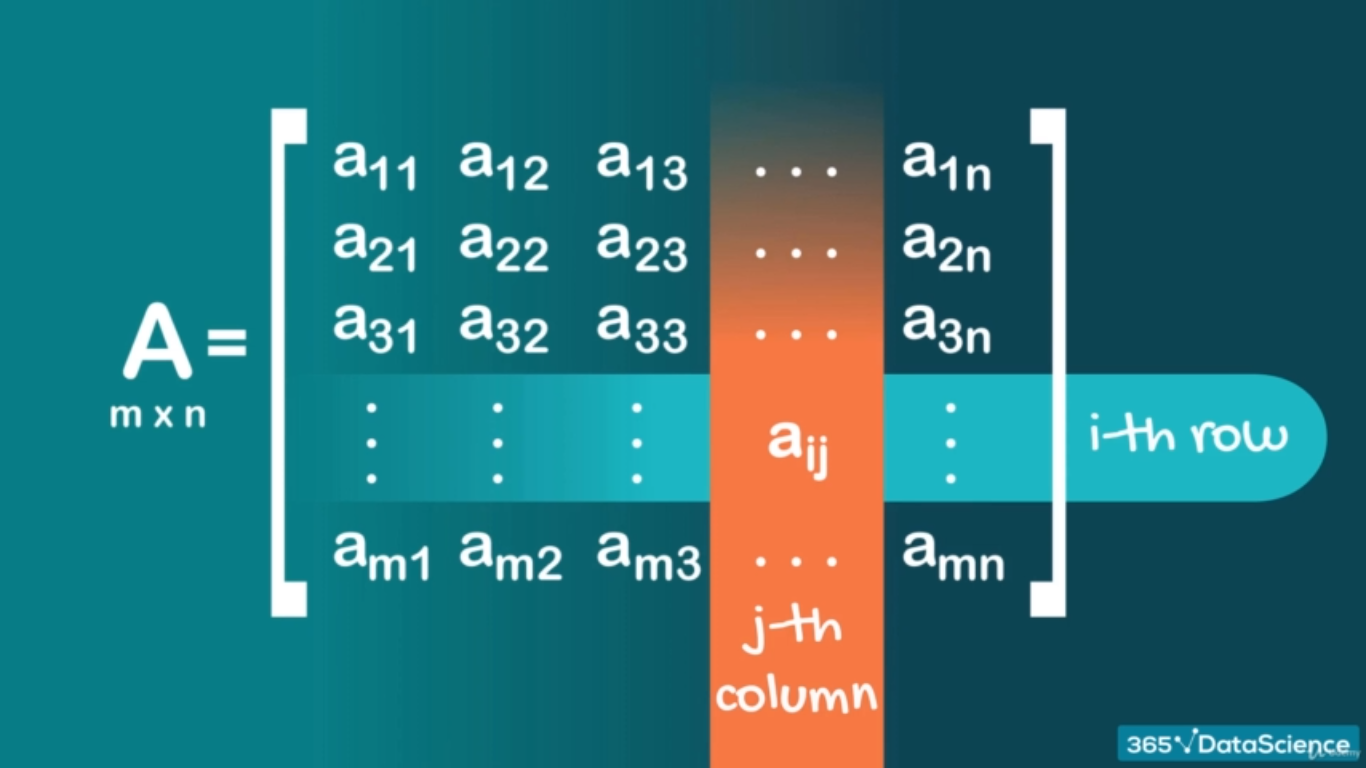 a11 a12 a13 . . . a1n
a21 a22 a23 . . . a2n
a31 a32 a33 . . . a3n
A =
m x n
aij
i-th row
am1 am2 am3 . . . amn
j-th
column
365 DataScience